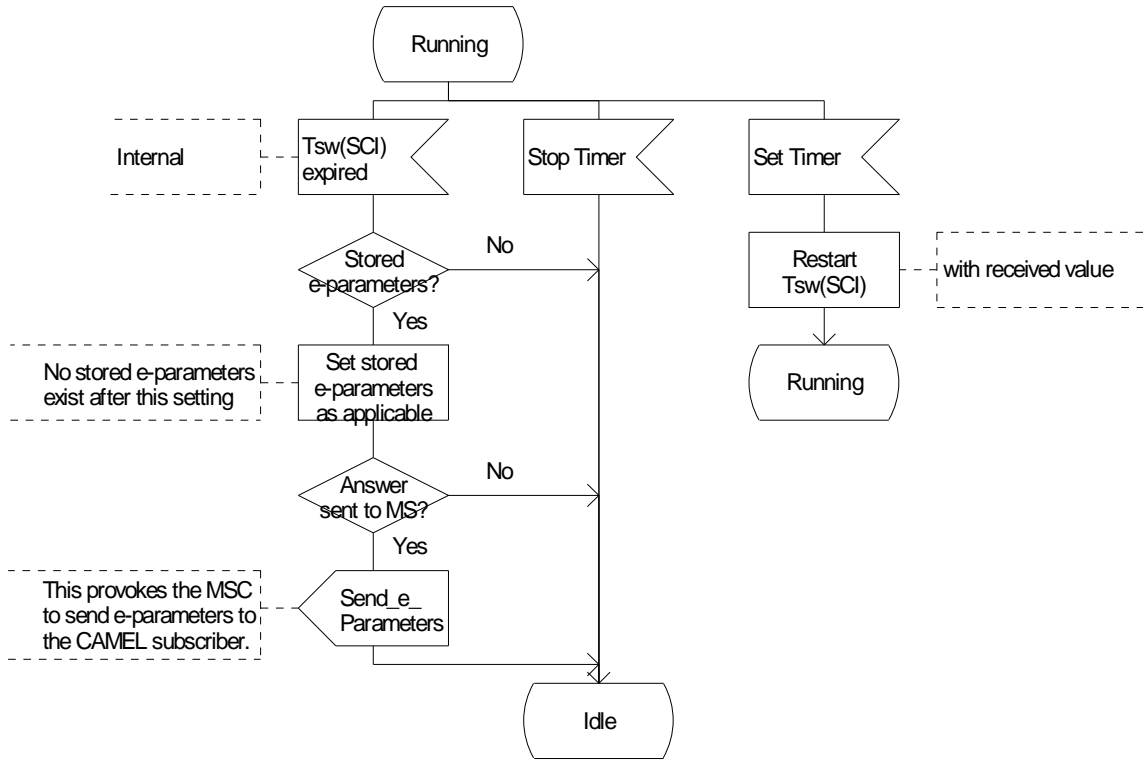 Running
Internal
Tsw(SCI)
expired
Stop Timer
Set Timer
Stored
e-parameters?
No
Yes
Restart
Tsw(SCI)
with received value
No stored e-parameters
exist after this setting
Set stored
e-parameters
as applicable
Running
Answer
sent to MS?
No
Yes
This provokes the MSC
to send e-parameters to
the CAMEL subscriber.
Send_e_
Parameters
Idle